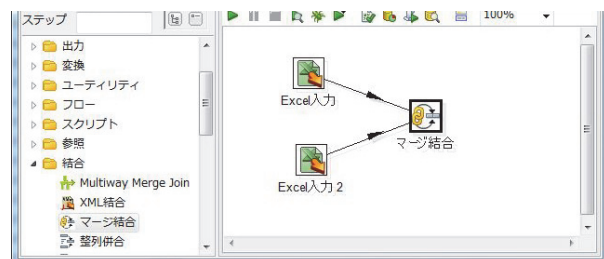 ステップ
100%
出力
変換
ユーティリティ
フロー
スクリプト
参照
結合
Multiway Merge Join
XML結合
マージ結合
整列併合
Excel入力
マージ結合
Excel入力 2